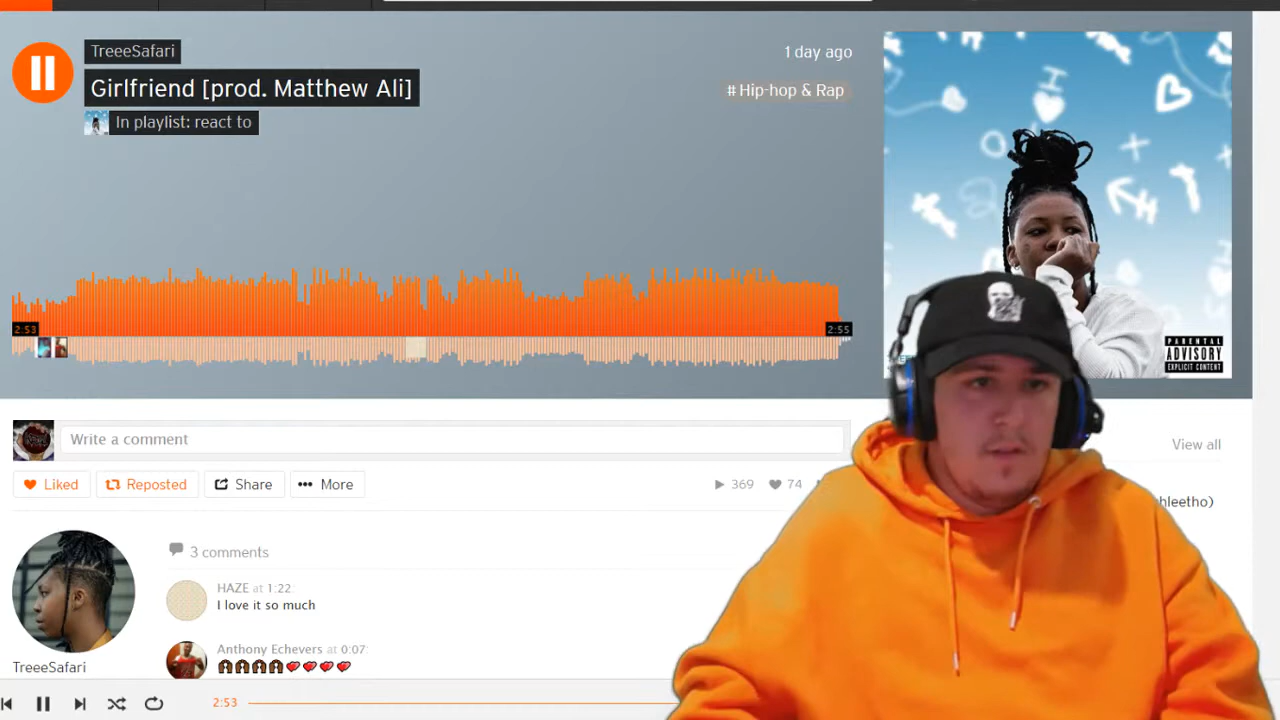 TreeeSafari
1 day ago
Girlfriend [prod. Matthew Ali]
# Hip-hop & Rap
In playlist: react to
2:53
2:55
PARENTAL
ADVISORY
EXPLICIT CONTENT
Write a comment
View all
Liked
Reposted
Share
More
369
74
hleetho)
3 comments
HAZE at 1:22
I love it so much
Anthony Echevers at 0:07:
TreeeSafari
2:53